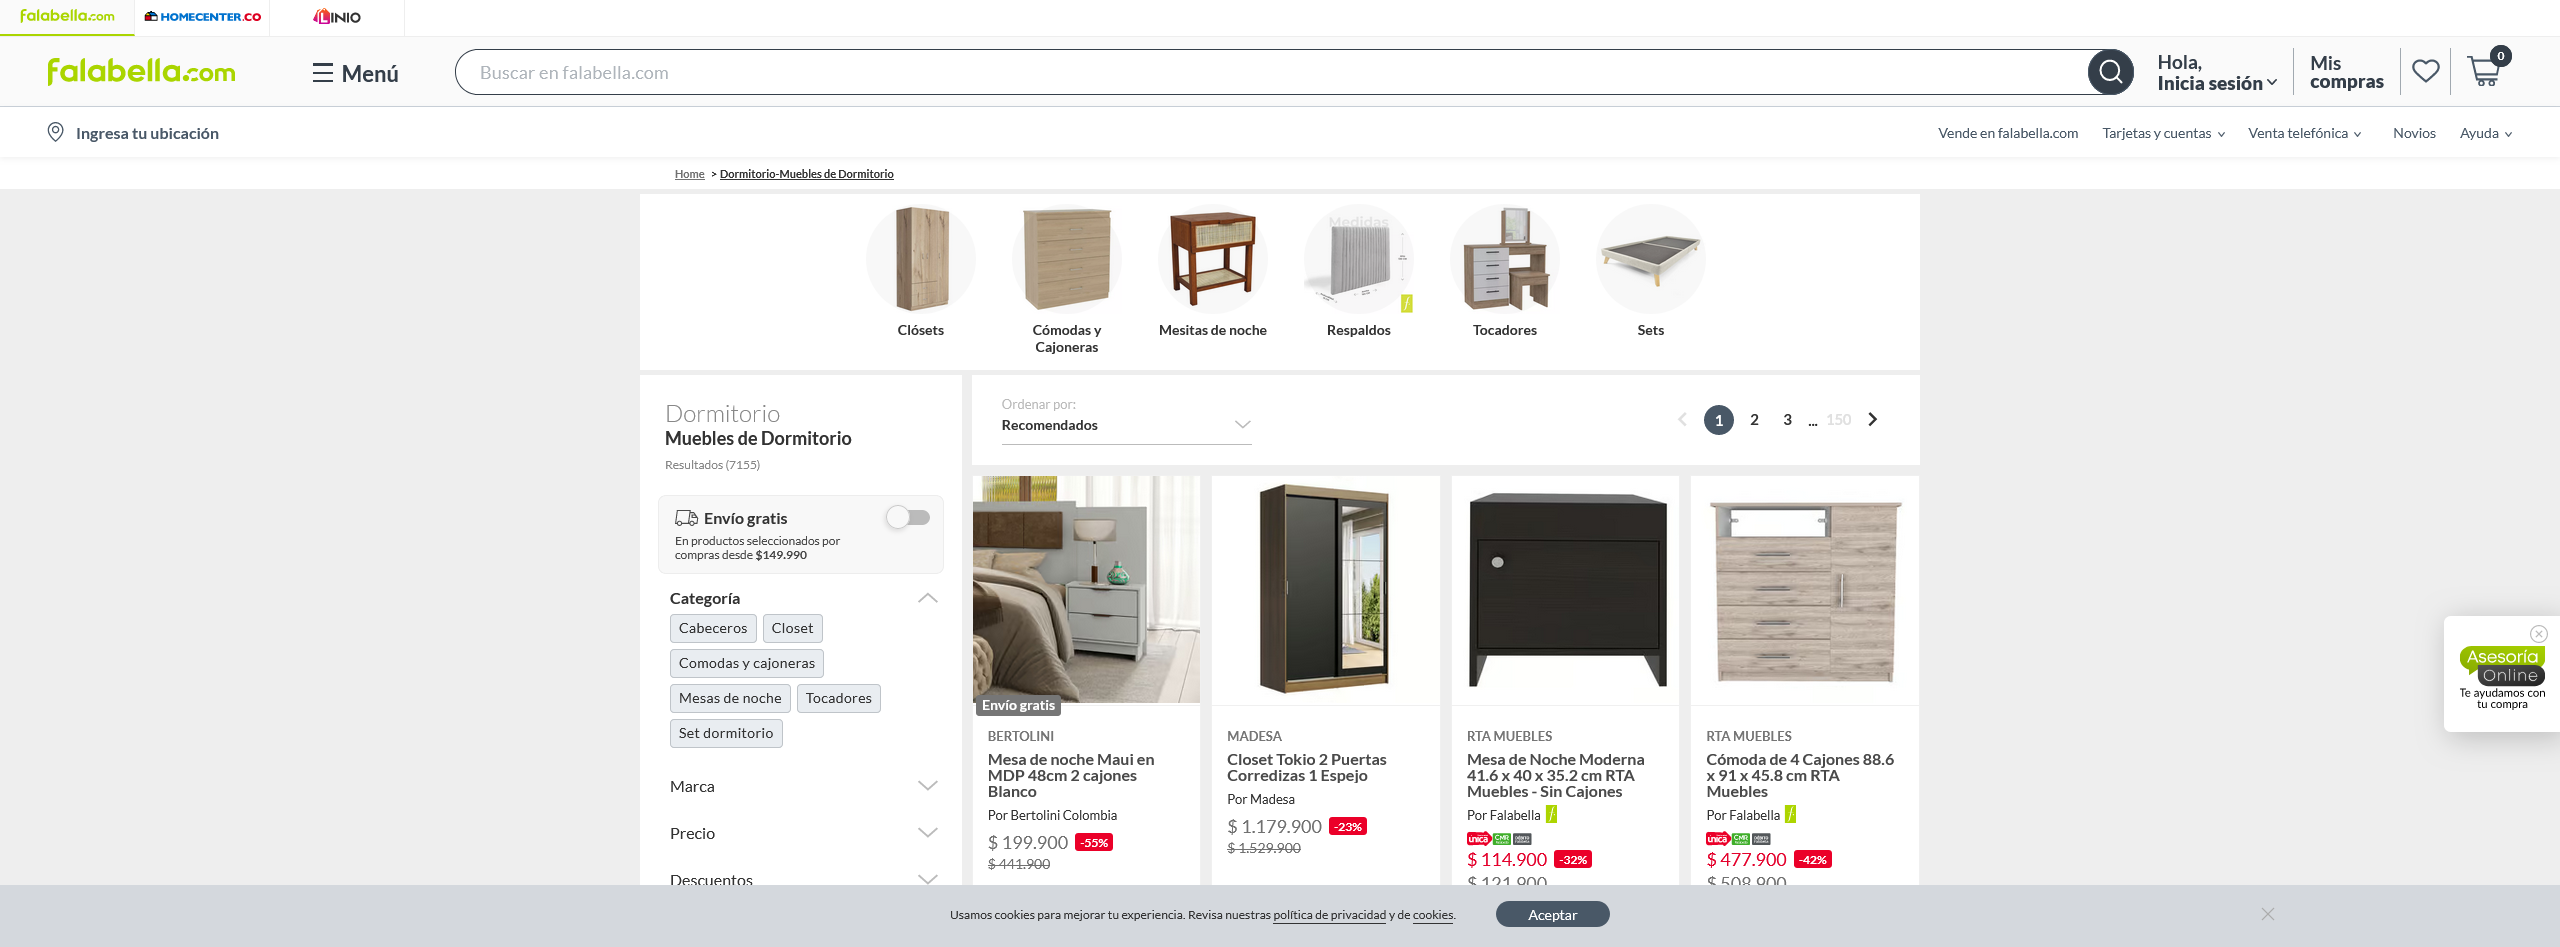 falabella.com
HOMECENTER.CO
LINIO
falabella.com
Menú
Buscar en falabella.com
Hola,
Inicia sesión
Mis
compras
0
Ingresa tu ubicación
Vende en falabella.com
Tarjetas y cuentas
Venta telefónica
Novios
Ayuda
Home > Dormitorio-Muebles de Dormitorio
Medidas
Clósets
Cómodas y
Cajoneras
Mesitas de noche
Respaldos
Tocadores
Sets
Dormitorio
Muebles de Dormitorio
Resultados (7155)
Envío gratis
En productos seleccionados por
compras desde $149.990
Categoría
Cabeceros
Closet
Comodas y cajoneras
Mesas de noche
Tocadores
Set dormitorio
Marca
Precio
Descuentos
Ordenar por:
Recomendados
1 2 3 ... 150
Envío gratis
BERTOLINI
Mesa de noche Maui en
MDP 48cm 2 cajones
Blanco
Por Bertolini Colombia
$ 199.900 -55%
$ 441.900
MADESA
Closet Tokio 2 Puertas
Corredizas 1 Espejo
Por Madesa
$ 1.179.900 -23%
$ 1.529.900
RTA MUEBLES
Mesa de Noche Moderna
41.6 x 40 x 35.2 cm RTA
Muebles - Sin Cajones
Por Falabella
unica CMR
$ 114.900 -32%
$ 121.900
RTA MUEBLES
Cómoda de 4 Cajones 88.6
x 91 x 45.8 cm RTA
Muebles
Por Falabella
unica CMR
$ 477.900 -42%
$ 508.900
Asesoría
Online
Te ayudamos con
tu compra
Usamos cookies para mejorar tu experiencia. Revisa nuestras política de privacidad y de cookies.
Aceptar